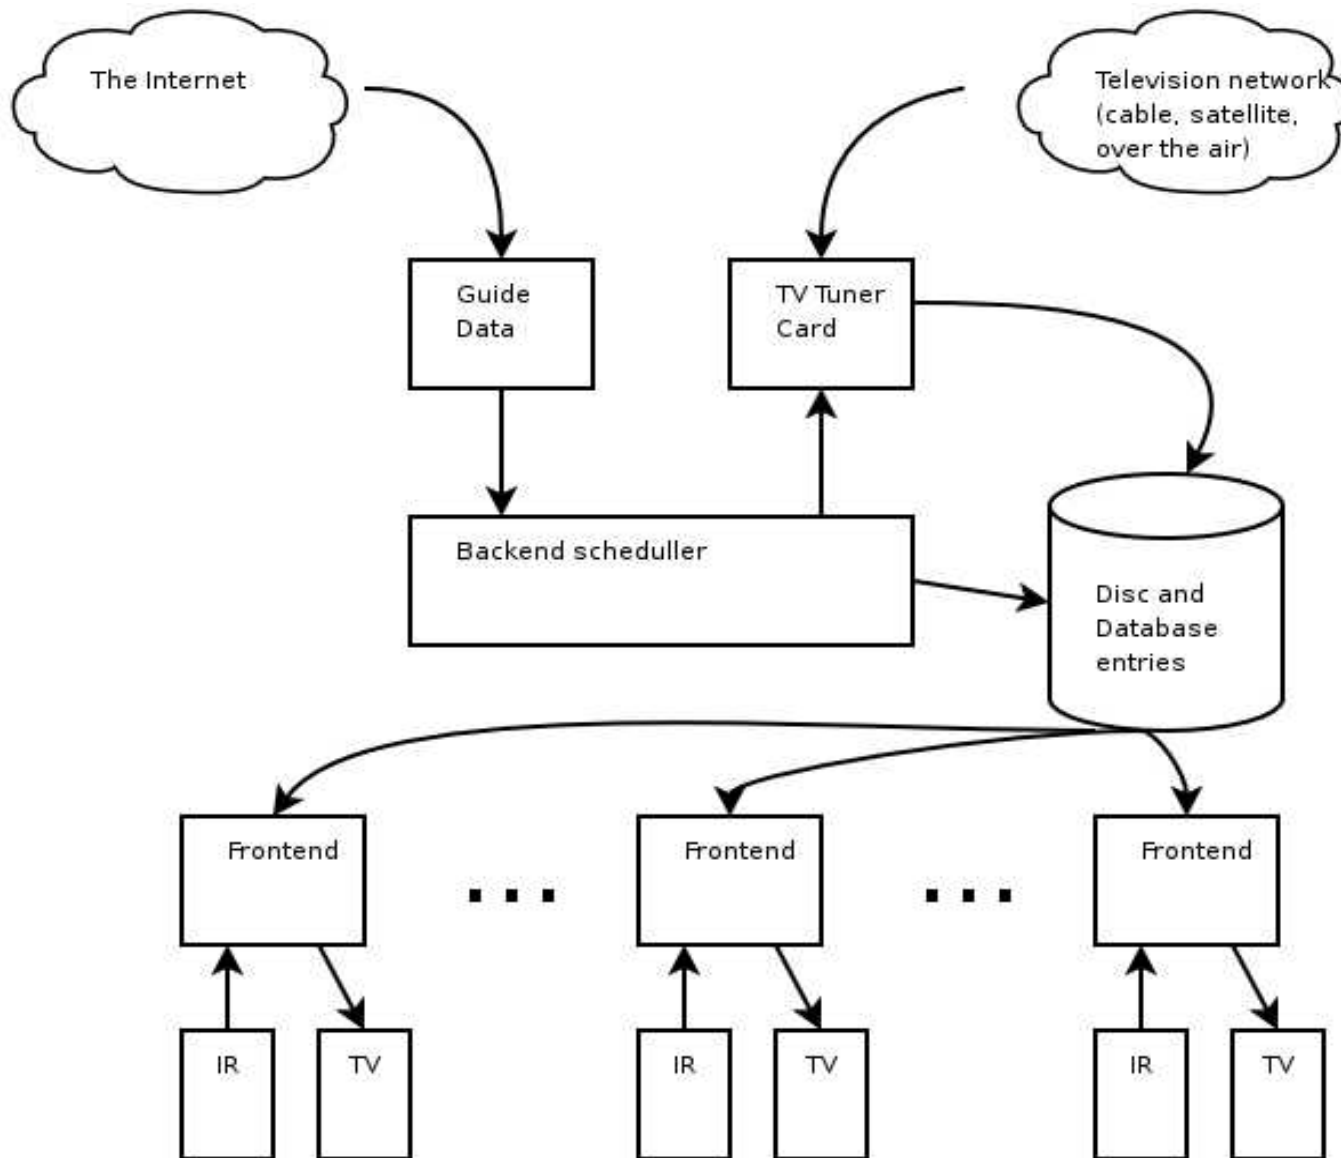 The Internet
Television network
(cable, satellite,
over the air)
Guide
Data
TV Tuner
Card
Backend scheduller
Disc and
Database
entries
Frontend
Frontend
Frontend
IR
TV
IR
TV
IR
TV